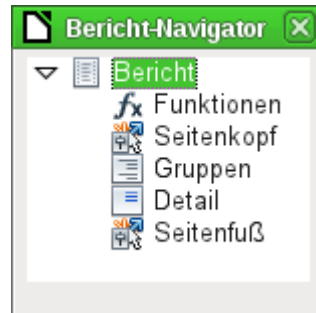 Bericht-Navigator
Bericht
Funktionen
Seitenkopf
Gruppen
Detail
Seitenfuß